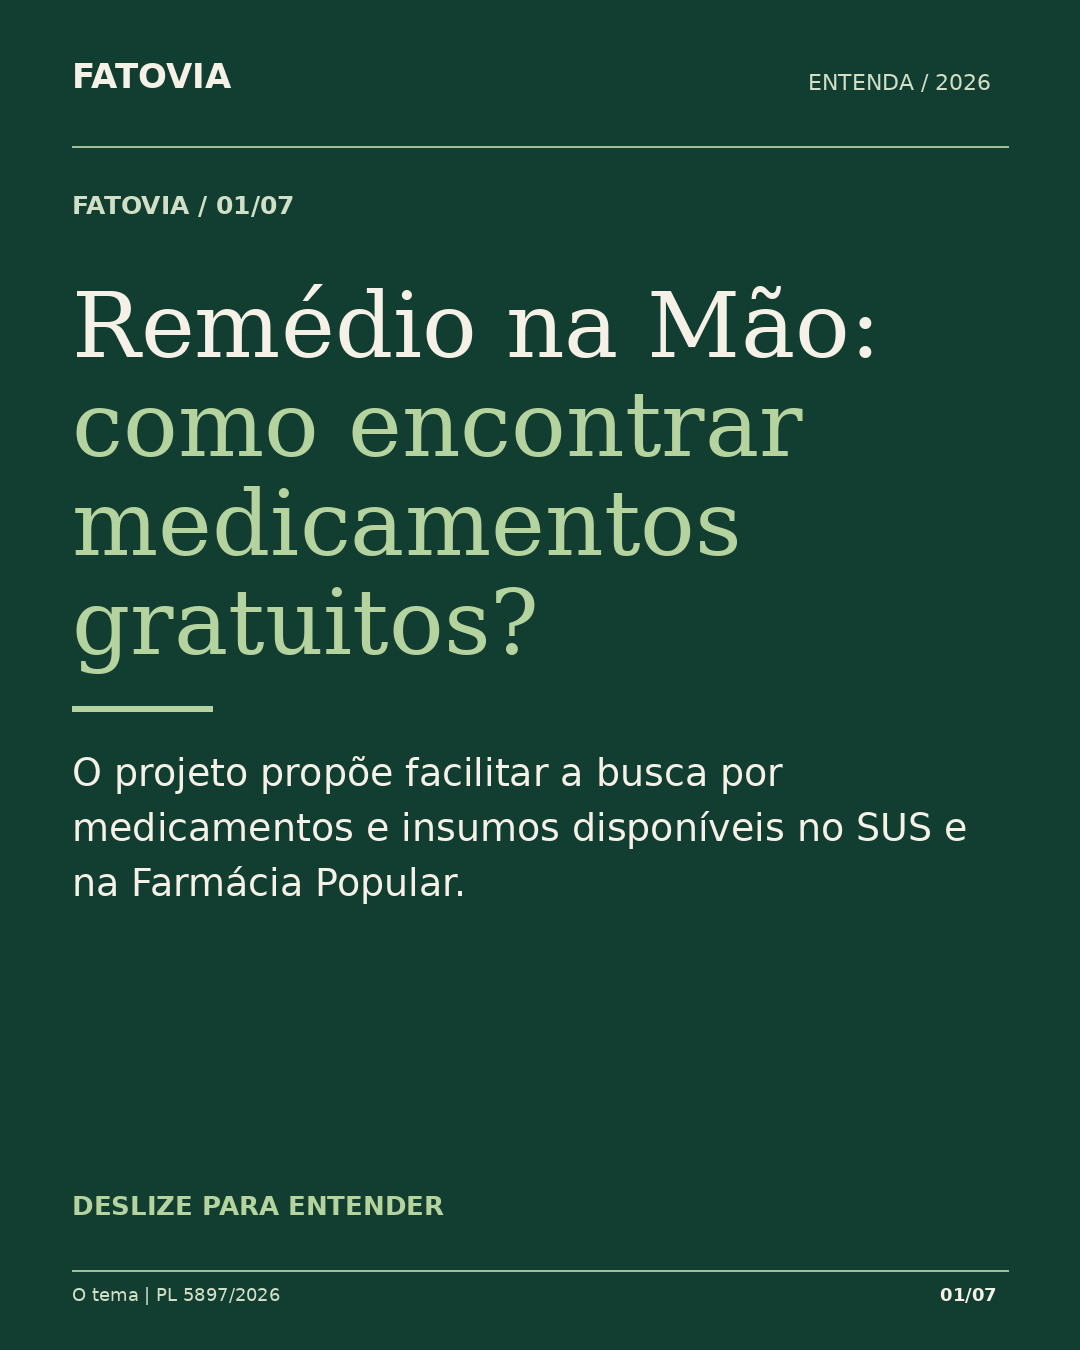 FATOVIA
ENTENDA / 2026
FATOVIA / 01/07
Remédio na Mão:
como encontrar
medicamentos
gratuitos?
O projeto propõe facilitar a busca por
medicamentos e insumos disponíveis no SUS e
na Farmácia Popular.
DESLIZE PARA ENTENDER
O tema | PL 5897/2026
01/07